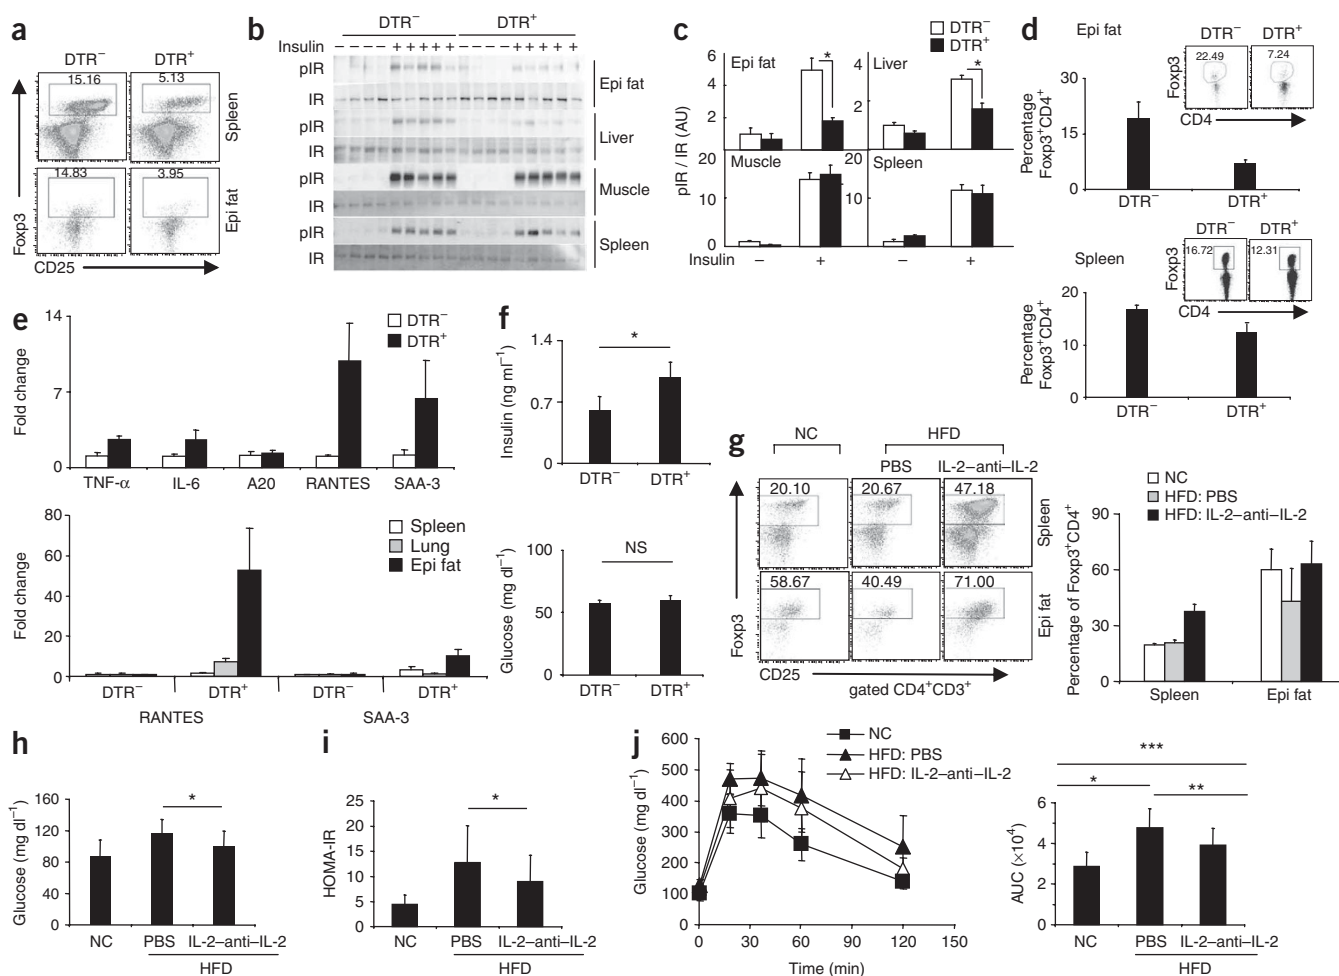 a
DTR⁻ DTR⁺
15.16 5.13
Spleen
14.83 3.95
Epi fat
Foxp3
CD25
b
DTR⁻ DTR⁺
Insulin − − − − + + + + + − − − − + + + + +
pIR
IR
Epi fat
pIR
IR
Liver
pIR
IR
Muscle
pIR
IR
Spleen
c
DTR⁻
DTR⁺
pIR / IR (AU)
Epi fat
6
4
2
*
Liver
4
2
*
Muscle
20
10
0
Spleen
20
10
Insulin − + − +
d
Epi fat
DTR⁻ DTR⁺
22.49 7.24
Foxp3
CD4
Percentage
Foxp3⁺CD4⁺
30
15
0
DTR⁻ DTR⁺
Spleen
DTR⁻ DTR⁺
16.72 12.31
Foxp3
CD4
Percentage
Foxp3⁺CD4⁺
20
10
0
DTR⁻ DTR⁺
e
DTR⁻
DTR⁺
Fold change
14
7
0
TNF-α IL-6 A20 RANTES SAA-3
Spleen
Lung
Epi fat
Fold change
80
60
40
20
0
DTR⁻ DTR⁺ DTR⁻ DTR⁺
RANTES SAA-3
f
*
Insulin (ng ml⁻¹)
1.4
0.7
0
DTR⁻ DTR⁺
NS
Glucose (mg dl⁻¹)
100
50
0
DTR⁻ DTR⁺
g
NC HFD
PBS IL-2–anti–IL-2
20.10 20.67 47.18
Spleen
58.67 40.49 71.00
Epi fat
Foxp3
CD25
gated CD4⁺CD3⁺
NC
HFD: PBS
HFD: IL-2–anti–IL-2
Percentage of Foxp3⁺CD4⁺
90
60
30
0
Spleen Epi fat
h
Glucose (mg dl⁻¹)
160
120
80
40
0
*
NC PBS IL-2–anti–IL-2
HFD
i
HOMA-IR
25
20
15
10
5
0
*
NC PBS IL-2–anti–IL-2
HFD
j
NC
HFD: PBS
HFD: IL-2–anti–IL-2
Glucose (mg dl⁻¹)
600
500
400
300
200
100
0
0 30 60 90 120 150
Time (min)
***
* **
AUC (×10⁴)
6
4
2
0
NC PBS IL-2–anti–IL-2
HFD